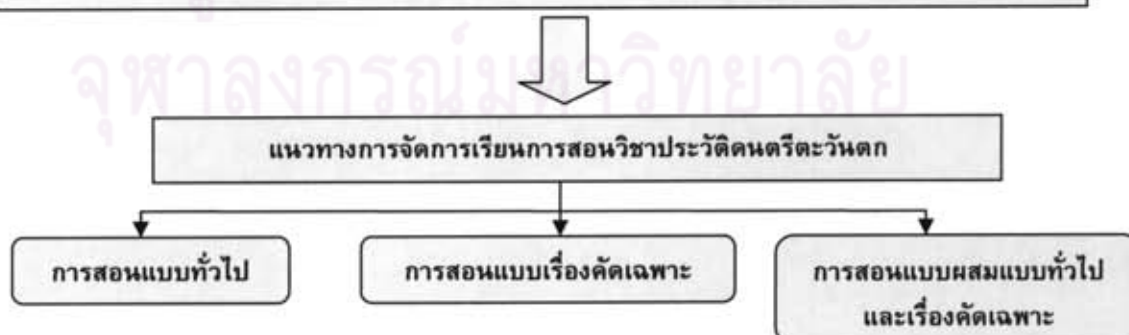 จุฬาลงกรณ์มหาวิทยาลัย
แนวทางการจัดการเรียนการสอนวิชาประวัติดนตรีตะวันตก
การสอนแบบทั่วไป
การสอนแบบเรื่องคัดเฉพาะ
การสอนแบบผสมแบบทั่วไป
และเรื่องคัดเฉพาะ